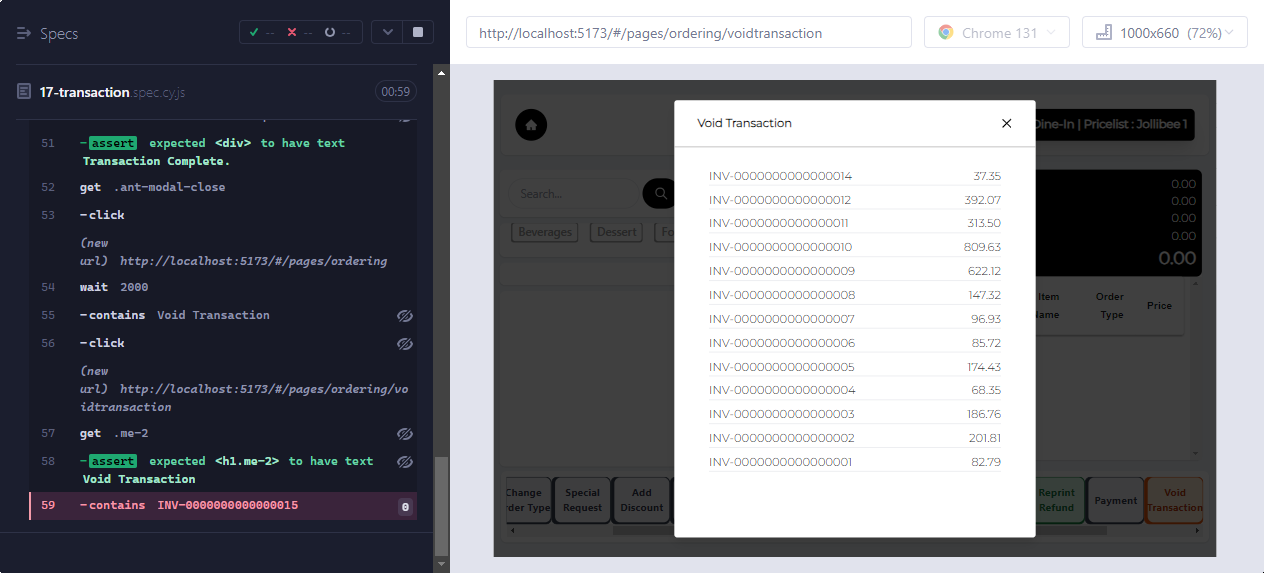 Specs
--
--
--
17-transaction.spec.cy.js
00:59
51 -assert expected <div> to have text
Transaction Complete.
52 get .ant-modal-close
53 -click
(new
url) http://localhost:5173/#/pages/ordering
54 wait 2000
55 -contains Void Transaction
56 -click
(new
url) http://localhost:5173/#/pages/ordering/vo
idtransaction
57 get .me-2
58 -assert expected <h1.me-2> to have text
Void Transaction
59 -contains INV-0000000000000015 0
http://localhost:5173/#/pages/ordering/voidtransaction
Chrome 131
1000x660 (72%)
Dine-In | Pricelist : Jollibee 1
Search...
Beverages Dessert Fo
0.00
0.00
0.00
0.00
0.00
Item
Name
Order
Type
Price
Void Transaction
INV-0000000000000014 37.35
INV-0000000000000012 392.07
INV-0000000000000011 313.50
INV-0000000000000010 809.63
INV-0000000000000009 622.12
INV-0000000000000008 147.32
INV-0000000000000007 96.93
INV-0000000000000006 85.72
INV-0000000000000005 174.43
INV-0000000000000004 68.35
INV-0000000000000003 186.76
INV-0000000000000002 201.81
INV-0000000000000001 82.79
Change
der Type
Special
Request
Add
Discount
Reprint
Refund
Payment
Void
Transaction